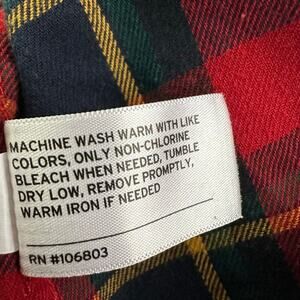 MACHINE WASH WARM WITH LIKE
COLORS, ONLY NON-CHLORINE
BLEACH WHEN NEEDED, TUMBLE
DRY LOW, REMOVE PROMPTLY,
WARM IRON IF NEEDED
RN #106803